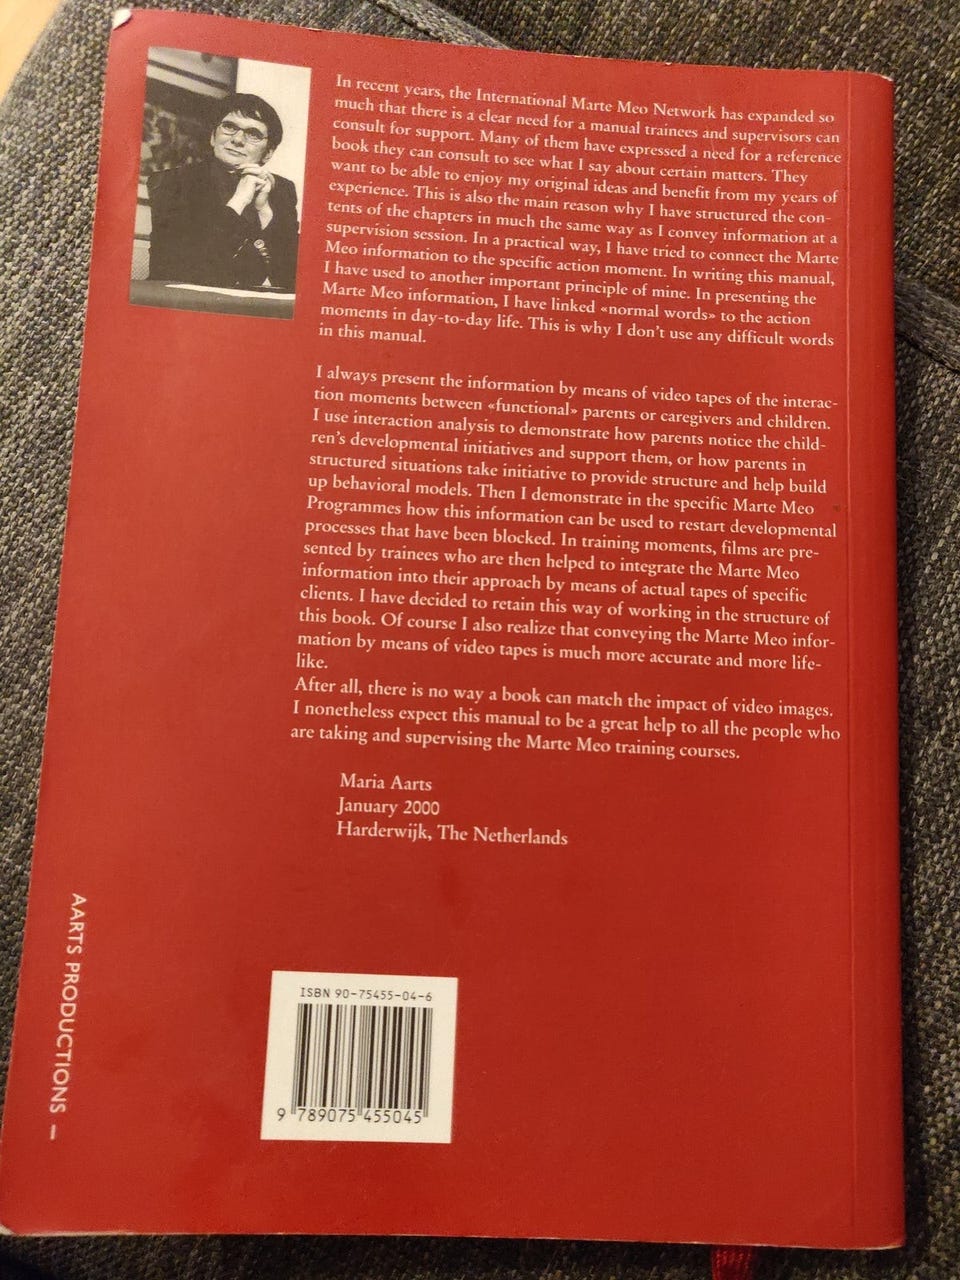 In recent years, the International Marte Meo Network has expanded so
much that there is a clear need for a manual trainees and supervisors can
consult for support. Many of them have expressed a need for a reference
book they can consult to see what I say about certain matters. They
want to be able to enjoy my original ideas and benefit from my years of
experience. This is also the main reason why I have structured the con-
tents of the chapters in much the same way as I convey information at a
supervision session. In a practical way, I have tried to connect the Marte
Meo information to the specific action moment. In writing this manual,
I have used to another important principle of mine. In presenting the
Marte Meo information, I have linked «normal words» to the action
moments in day-to-day life. This is why I don't use any difficult words
in this manual.
I always present the information by means of video tapes of the interac-
tion moments between «functional» parents or caregivers and children.
I use interaction analysis to demonstrate how parents notice the child-
ren's developmental initiatives and support them, or how parents in
structured situations take initiative to provide structure and help build
up behavioral models. Then I demonstrate in the specific Marte Meo
Programmes how this information can be used to restart developmental
processes that have been blocked. In training moments, films are pre-
sented by trainees who are then helped to integrate the Marte Meo
information into their approach by means of actual tapes of specific
clients. I have decided to retain this way of working in the structure of
this book. Of course I also realize that conveying the Marte Meo infor-
mation by means of video tapes is much more accurate and more life-
like.
After all, there is no way a book can match the impact of video images.
I nonetheless expect this manual to be a great help to all the people who
are taking and supervising the Marte Meo training courses.
Maria Aarts
January 2000
Harderwijk, The Netherlands
AARTS PRODUCTIONS –
ISBN 90-75455-04-6
9 789075 455045